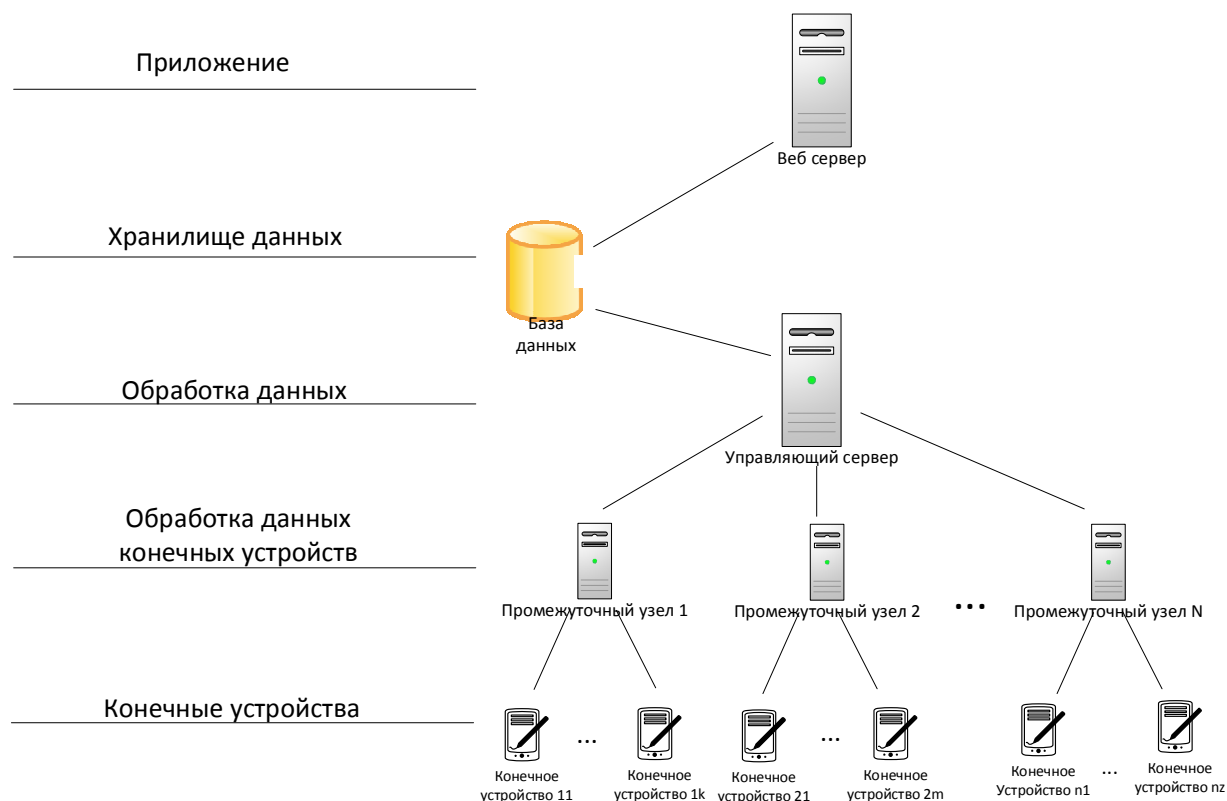 Приложение
Веб сервер
Хранилище данных
База
данных
Обработка данных
Управляющий сервер
Обработка данных
конечных устройств
Промежуточный узел 1
Промежуточный узел 2
...
Промежуточный узел N
Конечные устройства
...
...
...
Конечное
устройство 11
Конечное
устройство 1k
Конечное
устройство 21
Конечное
устройство 2m
Конечное
Устройство n1
Конечное
устройство nz